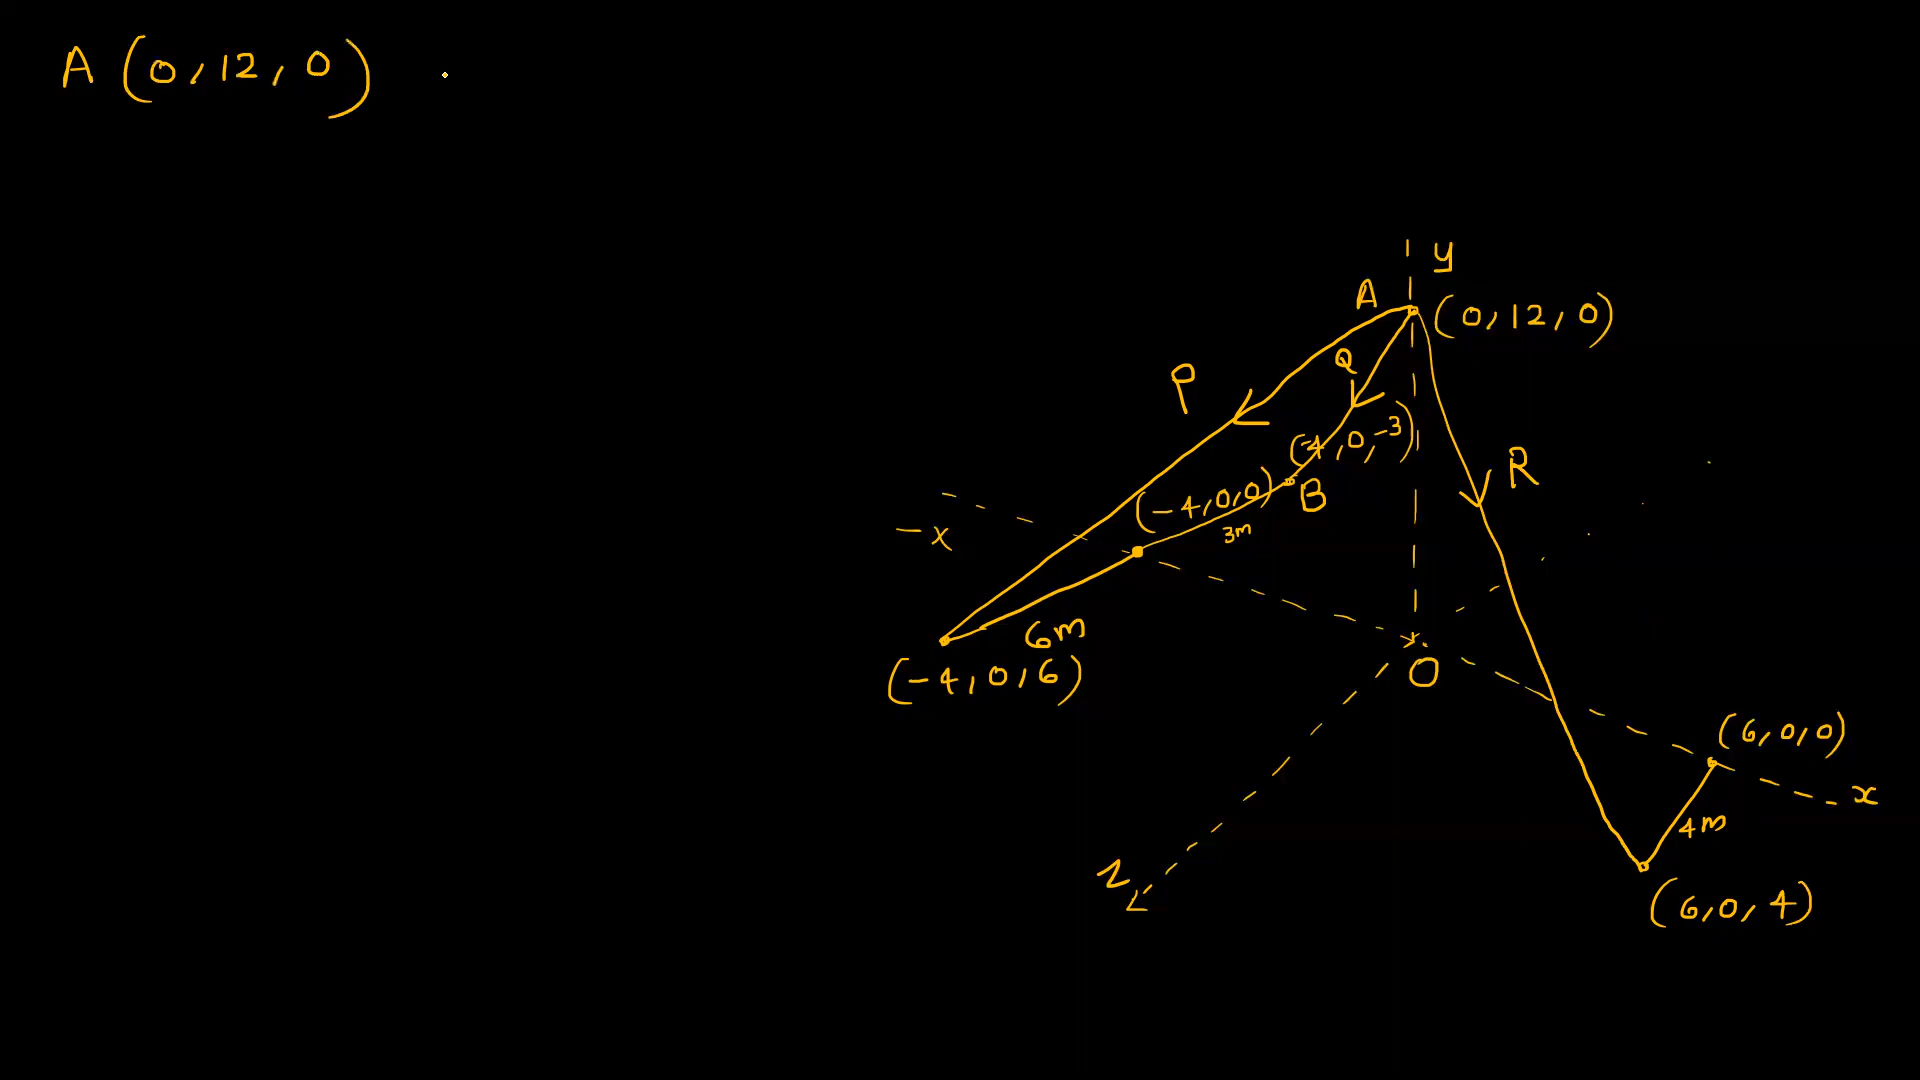 A (0, 12, 0)
y
A
(0, 12, 0)
Q
P
(-4, 0, -3)
R
(-4, 0, 0)
B
3m
-x
6m
(-4, 0, 6)
O
(6, 0, 0)
x
4m
z
(6, 0, 4)